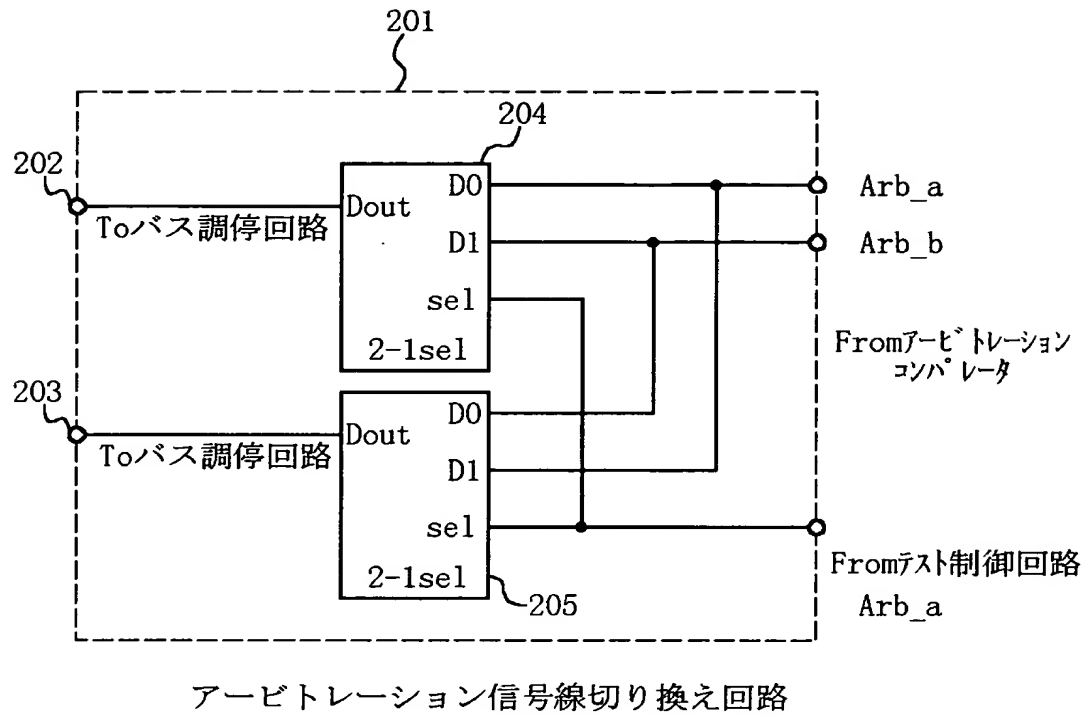 201
204
202
Toバス調停回路
Dout
D0
D1
sel
2-1sel
Arb_a
Arb_b
Fromアービトレーション
コンパレータ
203
Toバス調停回路
Dout
D0
D1
sel
2-1sel
205
Fromテスト制御回路
Arb_a
アービトレーション信号線切り換え回路